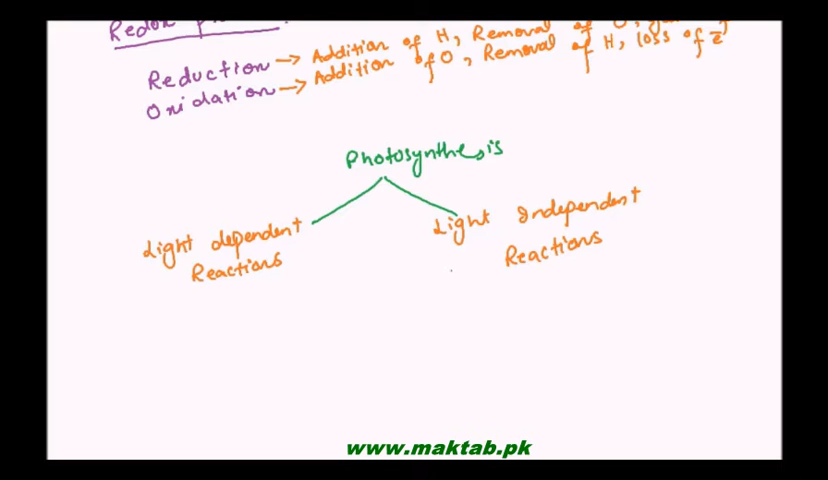 Redox
Reduction → Addition of H, Removal of O,
Oxidation → Addition of O, Removal of H, loss of e̅
Photosynthesis
Light dependent
Reactions
Light Independent
Reactions
www.maktab.pk